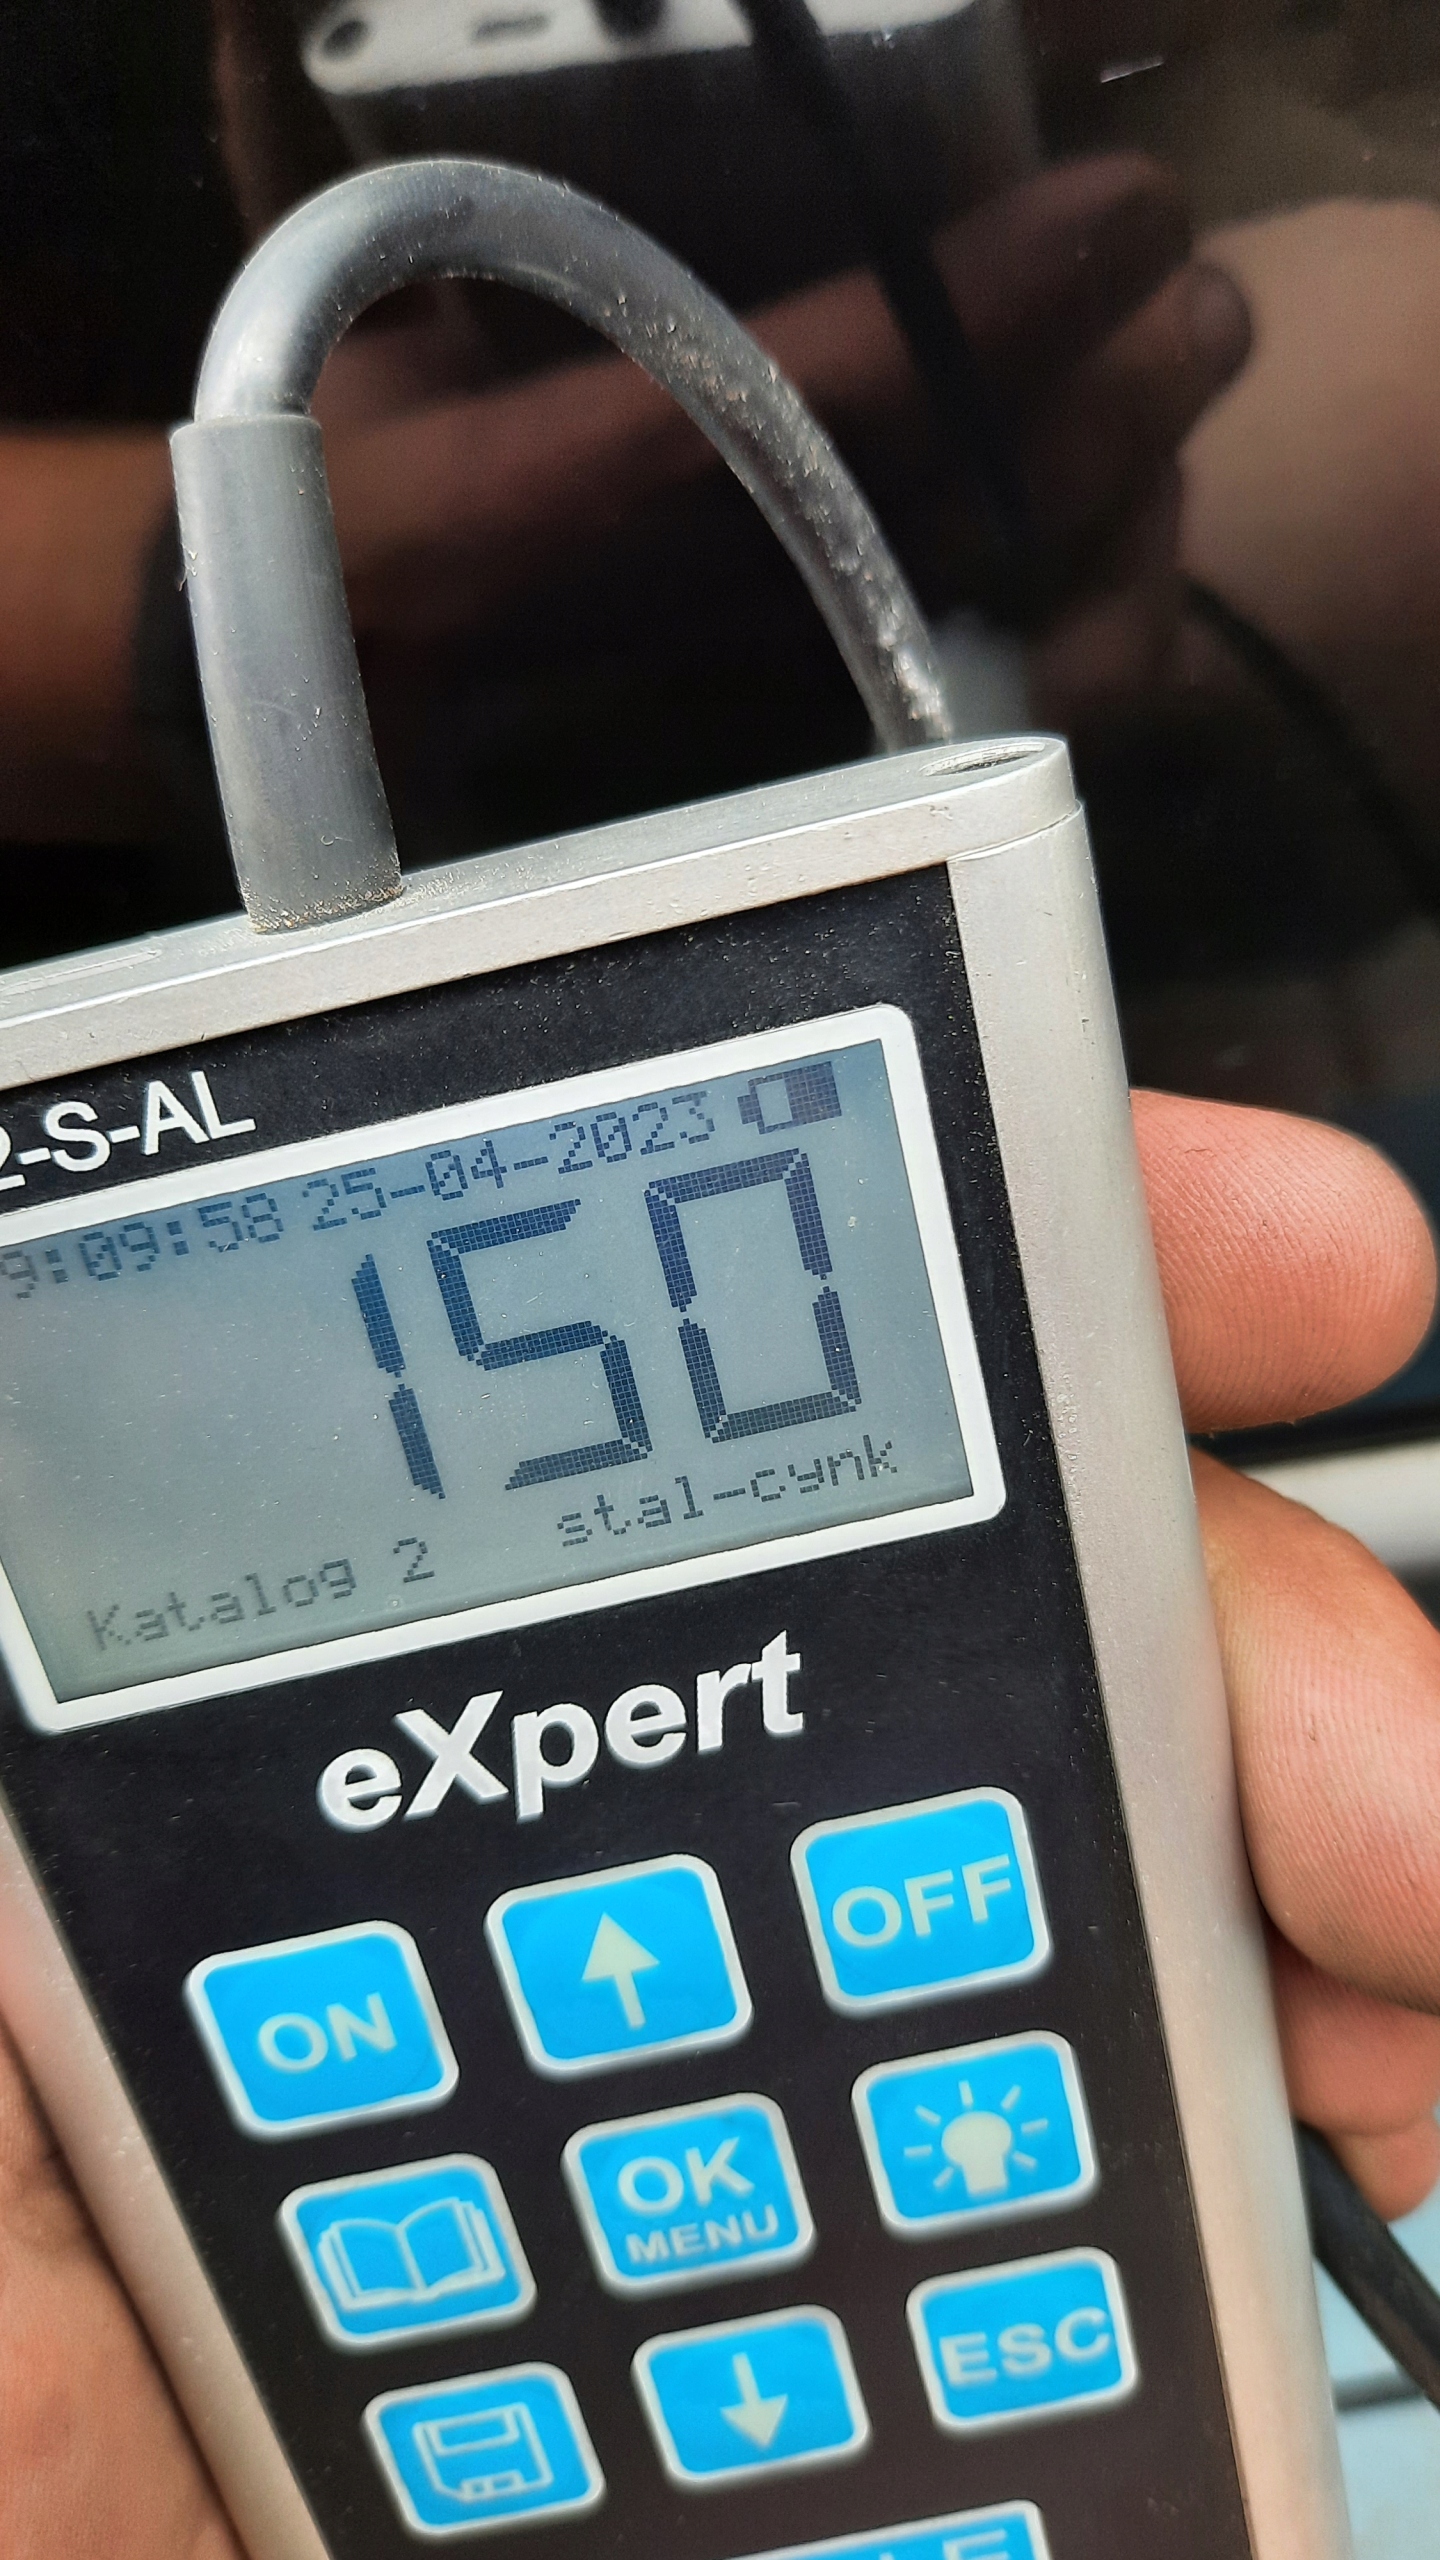 2-S-AL
9:09:58 25-04-2023
150
Katalog 2 stal-cynk
eXpert
ON
OFF
OK
MENU
ESC